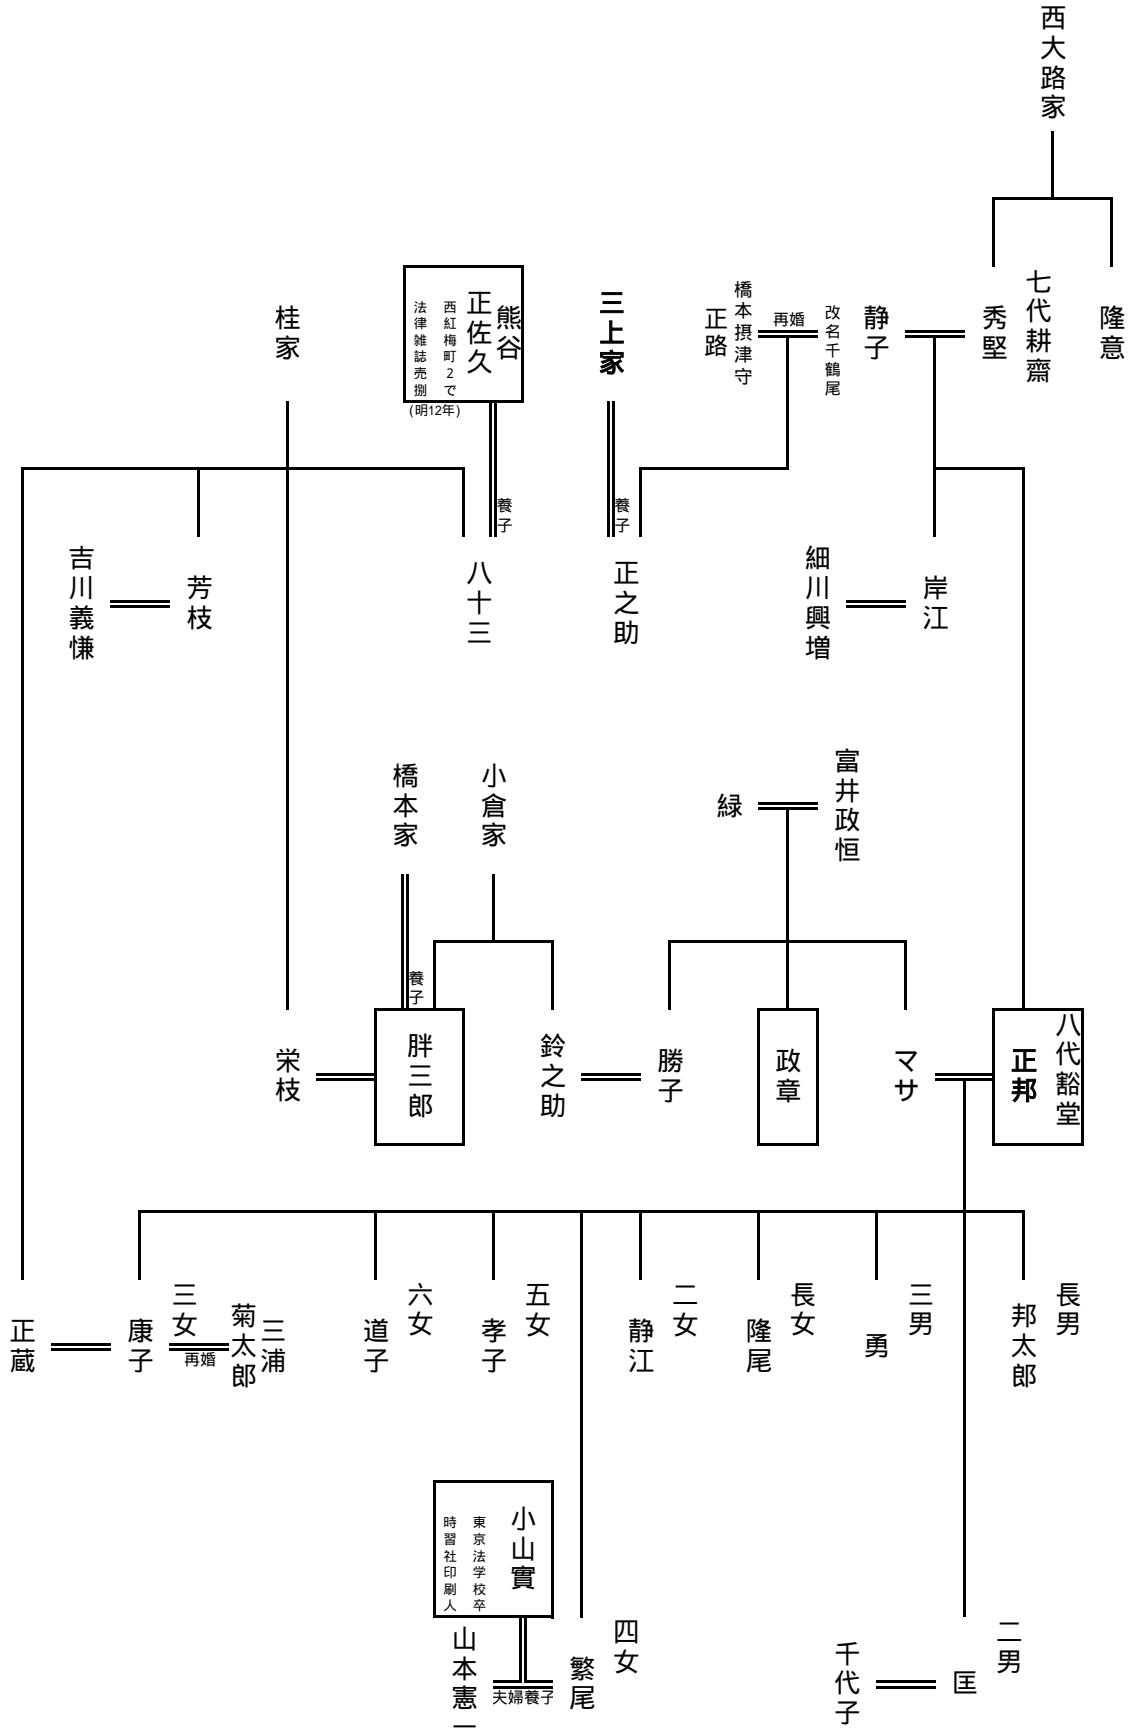 西大路家
隆意
七代耕齋
秀堅
静子
改名千鶴尾
再婚
橋本摂津守
正路
三上家
熊谷
正佐久
西紅梅町2で
法律雑誌売捌
(明12年)
桂家
養子
養子
岸江
細川興増
正之助
八十三
芳枝
吉川義慊
富井政恒
緑
小倉家
橋本家
養子
八代豁堂
正邦
マサ
政章
勝子
鈴之助
胖三郎
栄枝
長男
邦太郎
三男
勇
長女
隆尾
二女
静江
五女
孝子
六女
道子
三浦
菊太郎
再婚
三女
康子
正蔵
小山實
東京法学校卒
時習社印刷人
二男
匡
千代子
四女
繁尾
夫婦養子
山本憲一